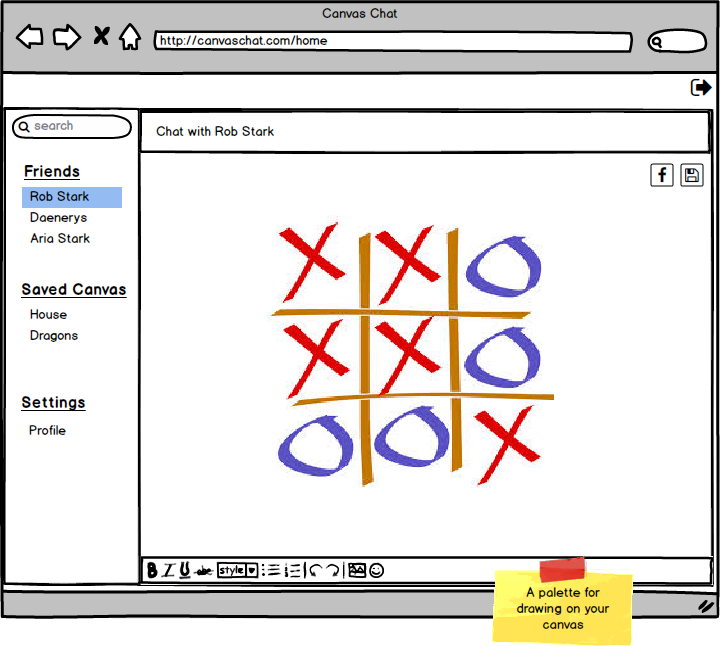 Canvas Chat
http://canvaschat.com/home
search
Chat with Rob Stark
Friends
Rob Stark
Daenerys
Aria Stark
Saved Canvas
House
Dragons
Settings
Profile
f
X X O
X X O
O O X
B I U abc style
A palette for
drawing on your
canvas